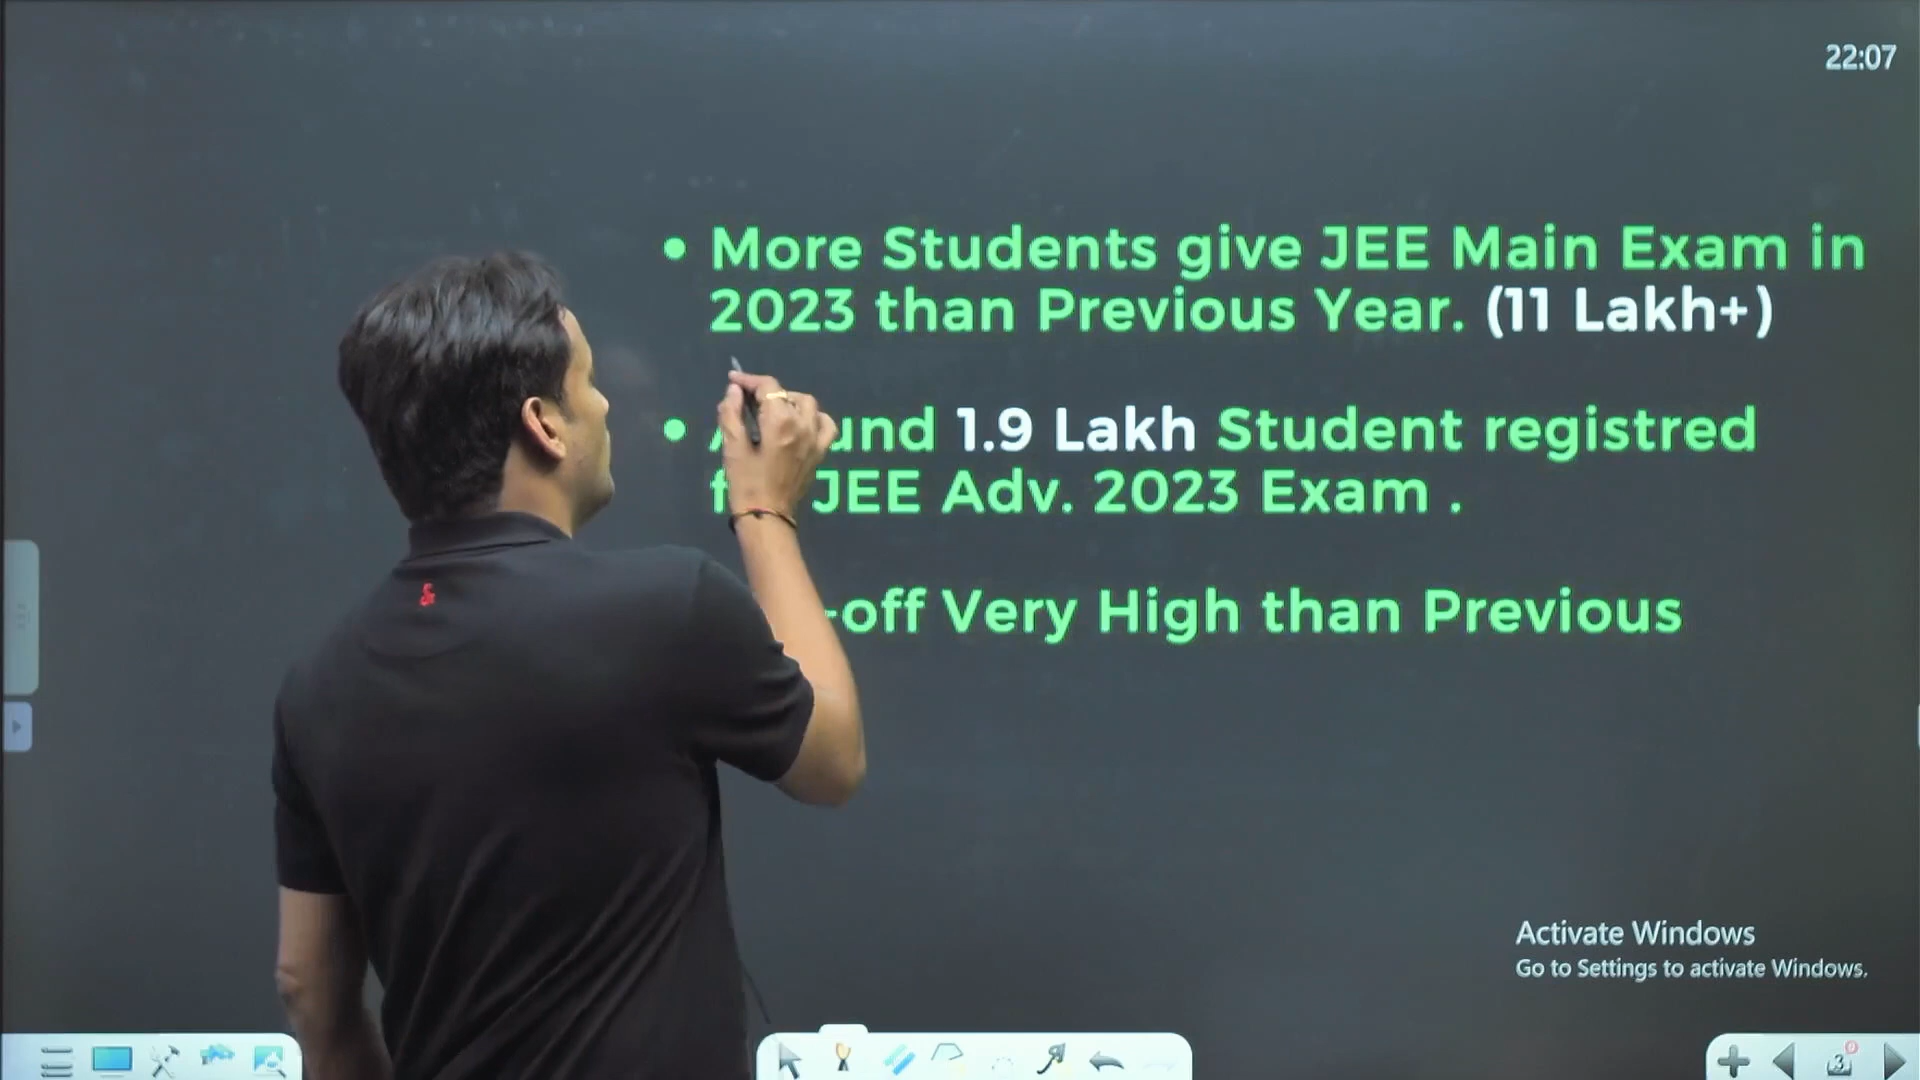 22:07
• More Students give JEE Main Exam in
2023 than Previous Year. (11 Lakh+)
• 1.9 Lakh Student registred
JEE Adv. 2023 Exam .
-off Very High than Previous
Activate Windows
Go to Settings to activate Windows.
3